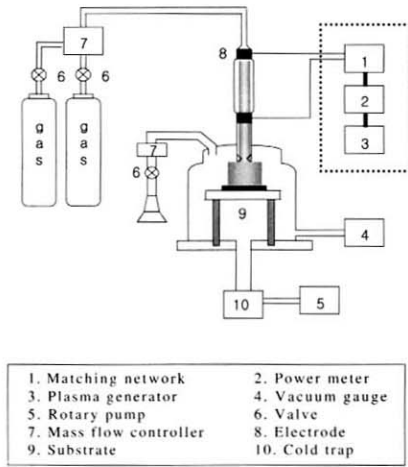 7
8
1
6
6
2
gas
gas
7
3
6
9
4
10
5
1. Matching network
2. Power meter
3. Plasma generator
4. Vacuum gauge
5. Rotary pump
6. Valve
7. Mass flow controller
8. Electrode
9. Substrate
10. Cold trap